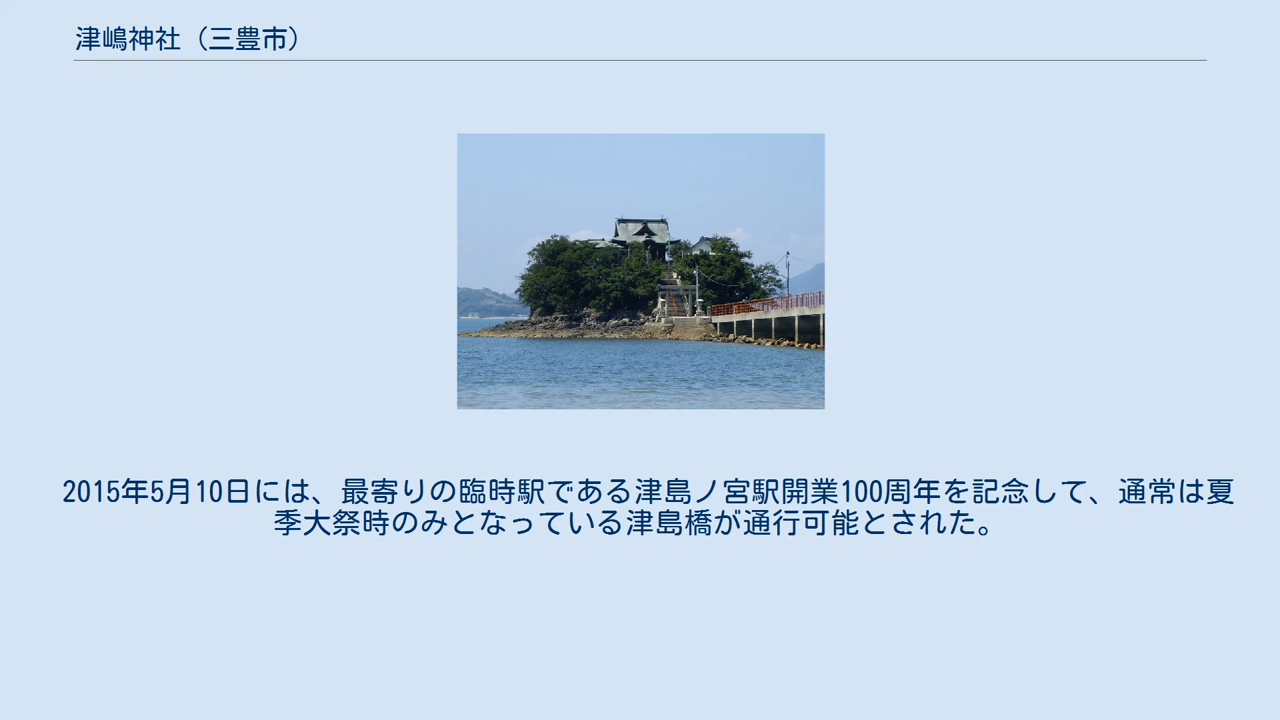 津嶋神社（三豊市）
2015年5月10日には、最寄りの臨時駅である津島ノ宮駅開業100周年を記念して、通常は夏
季大祭時のみとなっている津島橋が通行可能とされた。